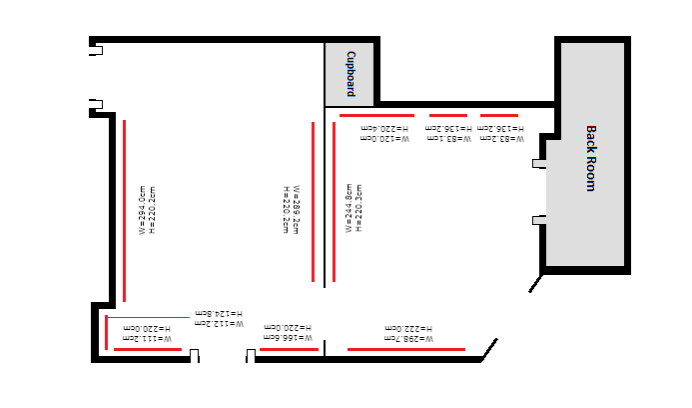 Cupboard
Back Room
W=120.0cm
H=220.4cm
W=83.1cm
H=136.2cm
W=83.2cm
H=136.2cm
W=294.0cm
H=220.2cm
W=289.2cm
H=220.2cm
W=244.8cm
H=220.3cm
W=112.2cm
H=124.8cm
W=111.2cm
H=220.0cm
W=166.6cm
H=220.0cm
W=298.7cm
H=222.0cm